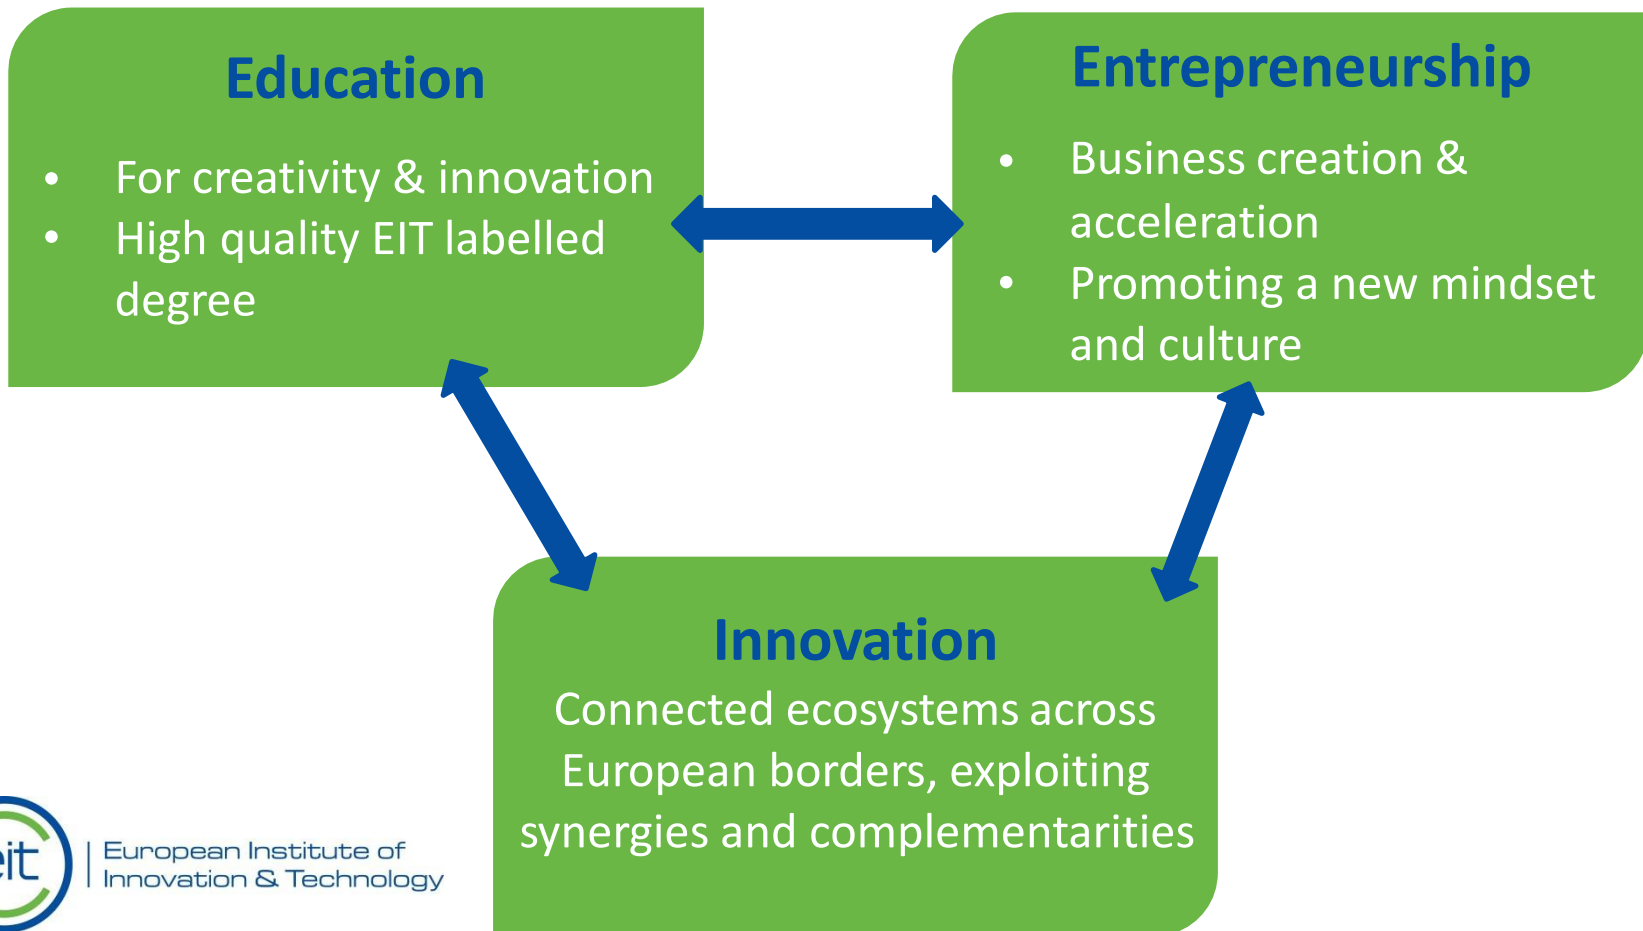 Education
• For creativity & innovation
• High quality EIT labelled
degree
Entrepreneurship
• Business creation &
acceleration
• Promoting a new mindset
and culture
Innovation
Connected ecosystems across
European borders, exploiting
synergies and complementarities
eit
European Institute of
Innovation & Technology